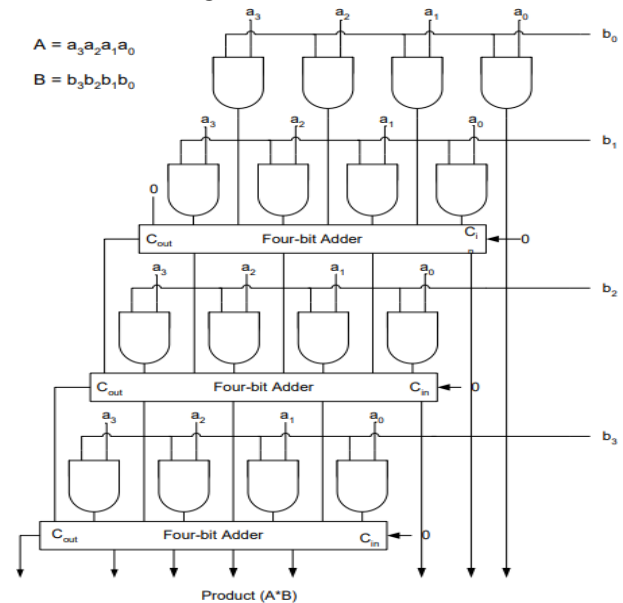 a3 a2 a1 a0
b0
A = a3a2a1a0
B = b3b2b1b0
a3 a2 a1 a0
b1
0
Cout Four-bit Adder Ci
n
0
a3 a2 a1 a0
b2
Cout Four-bit Adder Cin 0
a3 a2 a1 a0
b3
Cout Four-bit Adder Cin 0
Product (A*B)